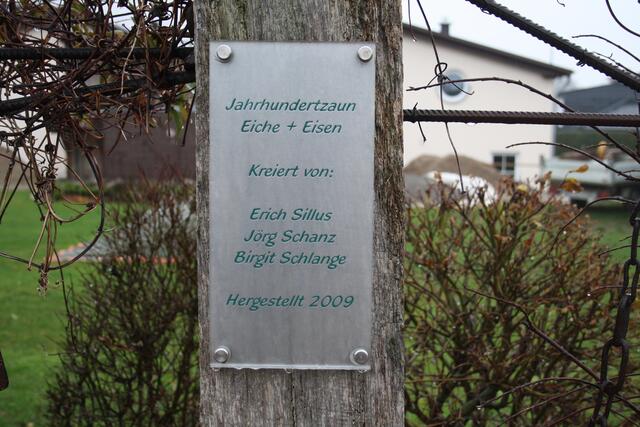 Jahrhundertzaun
Eiche + Eisen
Kreiert von:
Erich Sillus
Jörg Schanz
Birgit Schlange
Hergestellt 2009